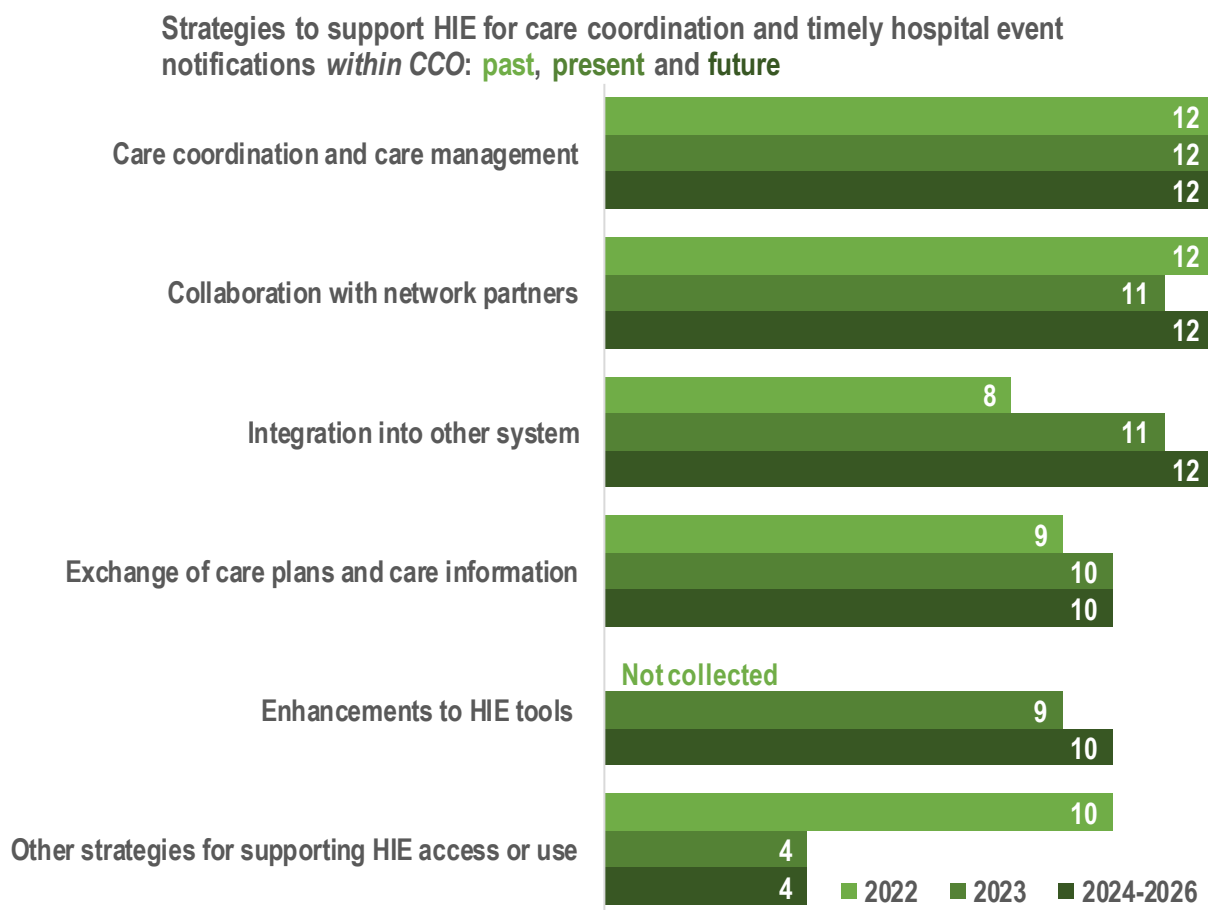 Strategies to support HIE for care coordination and timely hospital event
notifications within CCO: past, present and future
12
Care coordination and care management 12
12
12
Collaboration with network partners 11
12
8
Integration into other system 11
12
9
Exchange of care plans and care information 10
10
Not collected
Enhancements to HIE tools 9
10
10
Other strategies for supporting HIE access or use 4
4
2022 2023 2024-2026